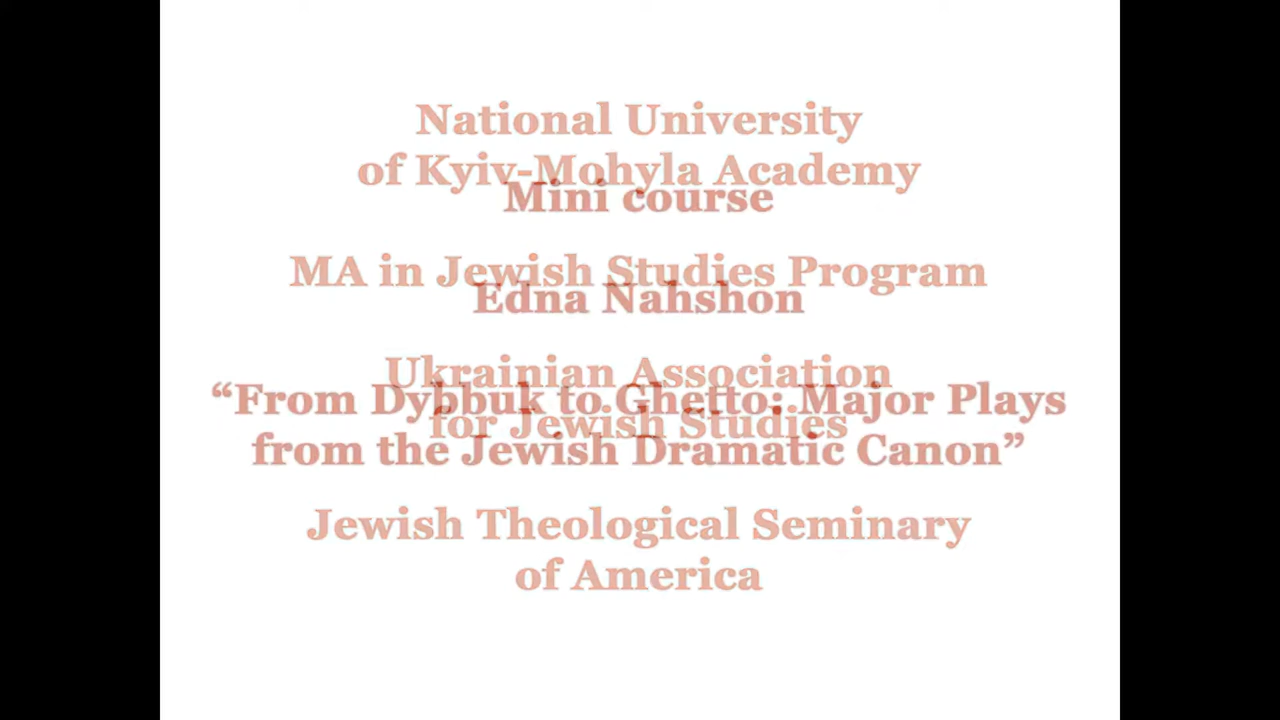 National University
of Kyiv-Mohyla Academy
Mini course
MA in Jewish Studies Program
Edna Nahshon
Ukrainian Association
“From Dybbuk to Ghetto: Major Plays
for Jewish Studies
from the Jewish Dramatic Canon”
Jewish Theological Seminary
of America